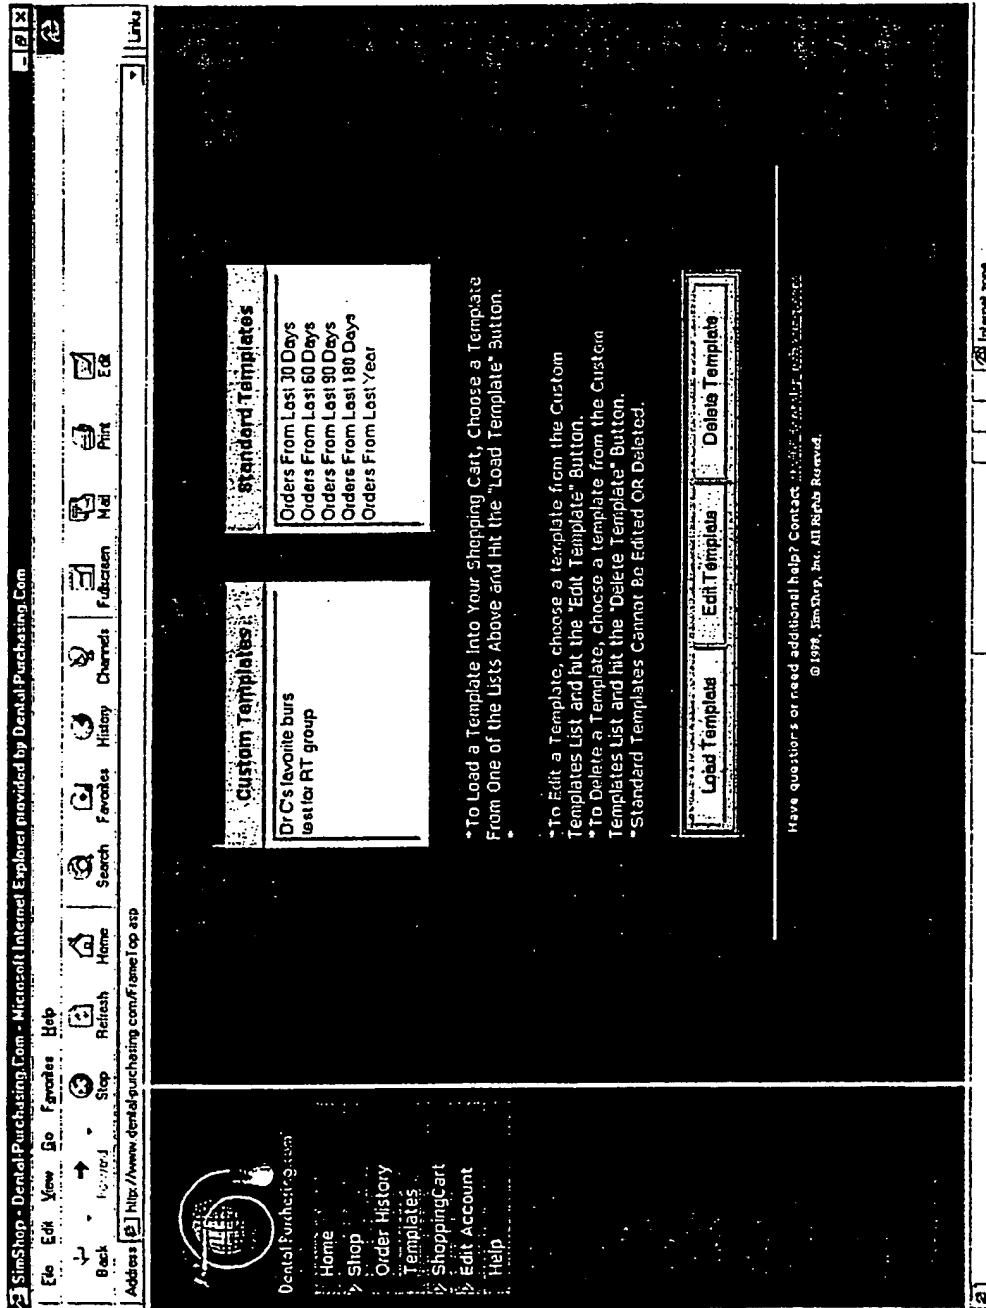 SimShop - Dental-Purchasing.Com - Microsoft Internet Explorer provided by Dental-Purchasing.Com
File Edit View Go Favorites Help
Back Forward Stop Refresh Home Search Favorites History Channels Fullscreen Mail Print Edit
Address http://www.dental-purchasing.com/FrameTop.asp Links
Dental Purchasing.com
Home
Shop
Order History
Templates
ShoppingCart
Edit Account
Help
Custom Templates
Dr C's favorite burs
test for RT group
Standard Templates
Orders From Last 30 Days
Orders From Last 60 Days
Orders From Last 90 Days
Orders From Last 180 Days
Orders From Last Year
*To Load a Template Into Your Shopping Cart, Choose a Template
From One of the Lists Above and Hit the "Load Template" Button.
*
*To Edit a Template, choose a template from the Custom
Templates List and hit the "Edit Template" Button.
*To Delete a Template, choose a template from the Custom
Templates List and hit the "Delete Template" Button.
*Standard Templates Cannot Be Edited OR Deleted.
Load Template Edit Template Delete Template
Have questions or need additional help? Contact
© 1998, SimShop, Inc. All Rights Reserved.
Internet zone